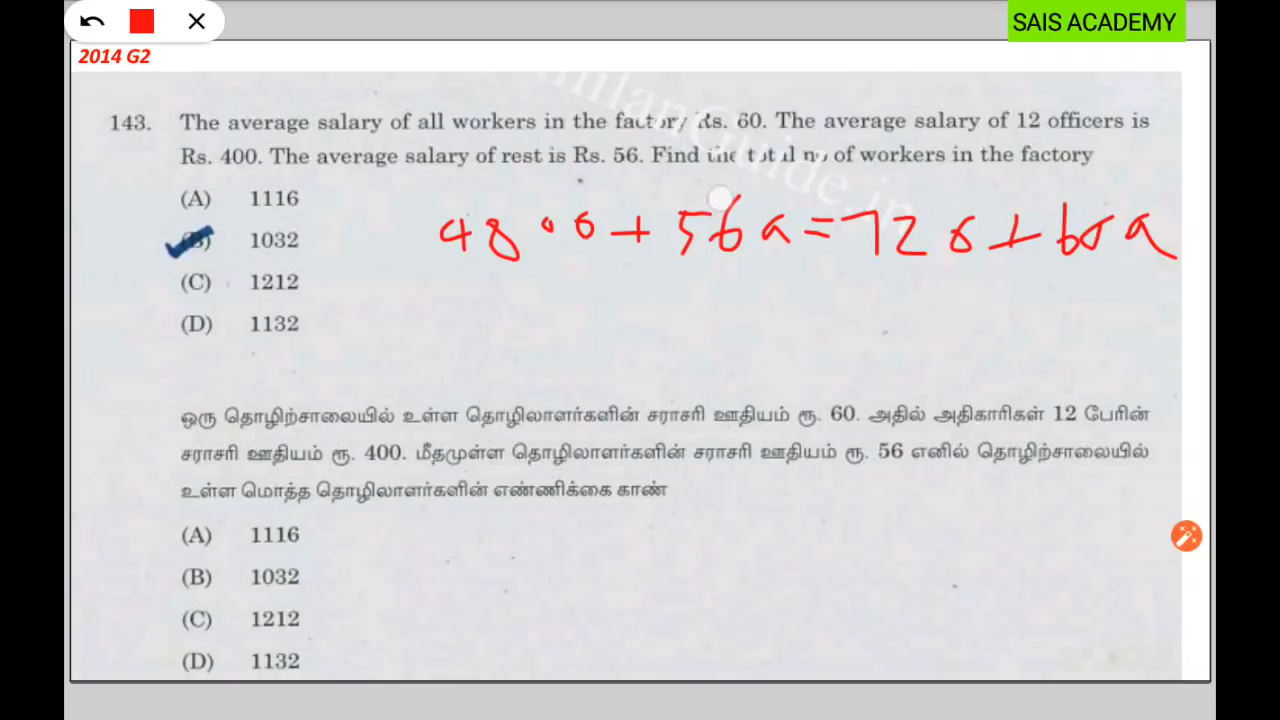 SAIS ACADEMY
2014 G2
143. The average salary of all workers in the factory Rs. 60. The average salary of 12 officers is
Rs. 400. The average salary of rest is Rs. 56. Find the total no of workers in the factory
(A) 1116
(B) 1032
(C) 1212
(D) 1132
4800 + 56a = 720 + 60a
ஒரு தொழிற்சாலையில் உள்ள தொழிலாளர்களின் சராசரி ஊதியம் ரூ. 60. அதில் அதிகாரிகள் 12 பேரின்
சராசரி ஊதியம் ரூ. 400. மீதமுள்ள தொழிலாளர்களின் சராசரி ஊதியம் ரூ. 56 எனில் தொழிற்சாலையில்
உள்ள மொத்த தொழிலாளர்களின் எண்ணிக்கை காண்
(A) 1116
(B) 1032
(C) 1212
(D) 1132